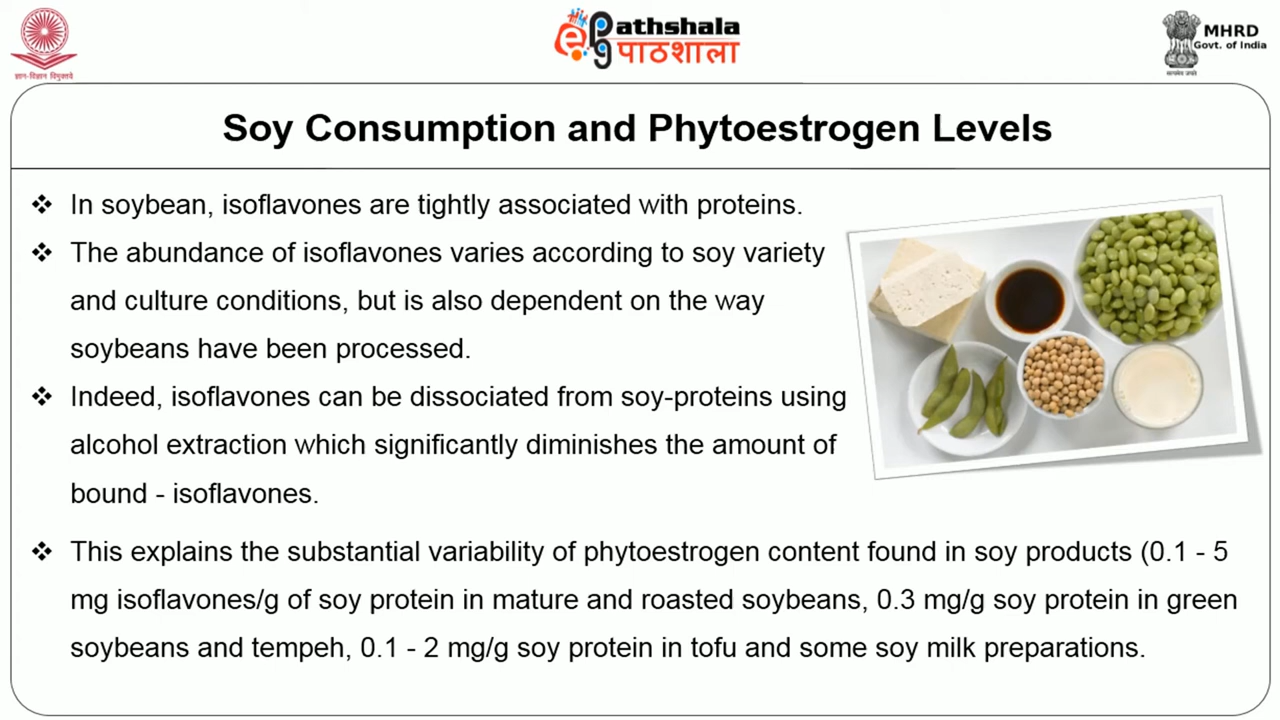 ज्ञान-विज्ञान विमुक्तये
ePathshala
पाठशाला
MHRD
Govt. of India
सत्यमेव जयते
Soy Consumption and Phytoestrogen Levels
❖ In soybean, isoflavones are tightly associated with proteins.
❖ The abundance of isoflavones varies according to soy variety
and culture conditions, but is also dependent on the way
soybeans have been processed.
❖ Indeed, isoflavones can be dissociated from soy-proteins using
alcohol extraction which significantly diminishes the amount of
bound - isoflavones.
❖ This explains the substantial variability of phytoestrogen content found in soy products (0.1 - 5
mg isoflavones/g of soy protein in mature and roasted soybeans, 0.3 mg/g soy protein in green
soybeans and tempeh, 0.1 - 2 mg/g soy protein in tofu and some soy milk preparations.